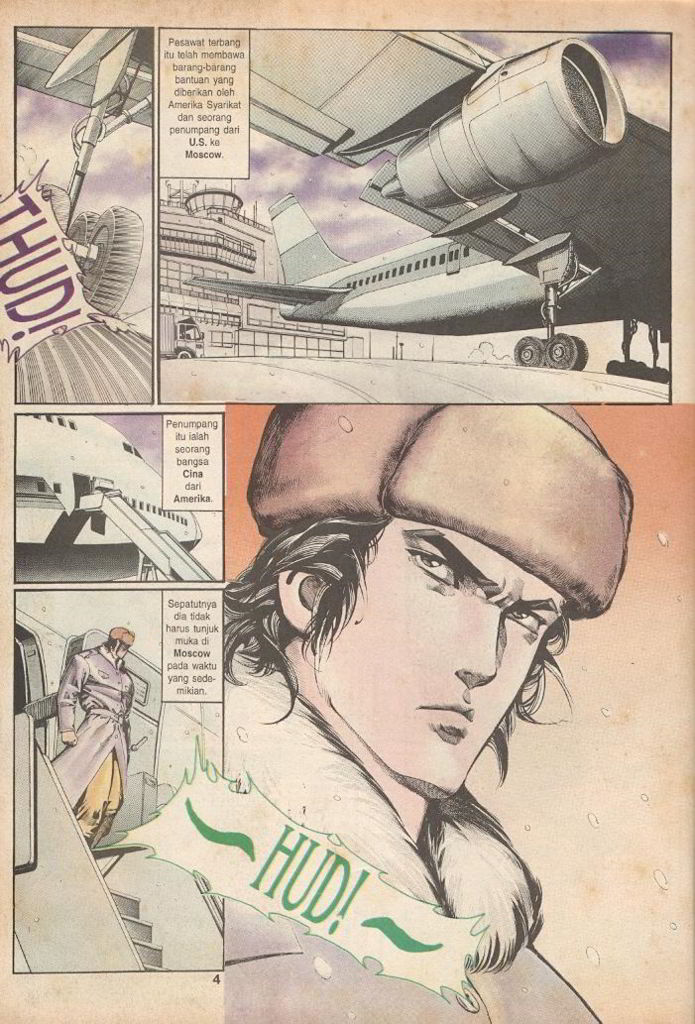 Pesawat terbang
itu telah membawa
barang-barang
bantuan yang
diberikan oleh
Amerika Syarikat
dan seorang
penumpang dari
U.S. ke
Moscow.
THUD!
Penumpang
itu ialah
seorang
bangsa
Cina
dari
Amerika.
Sepatutnya
dia tidak
harus tunjuk
muka di
Moscow
pada waktu
yang sede-
mikian.
~HUD!~
4